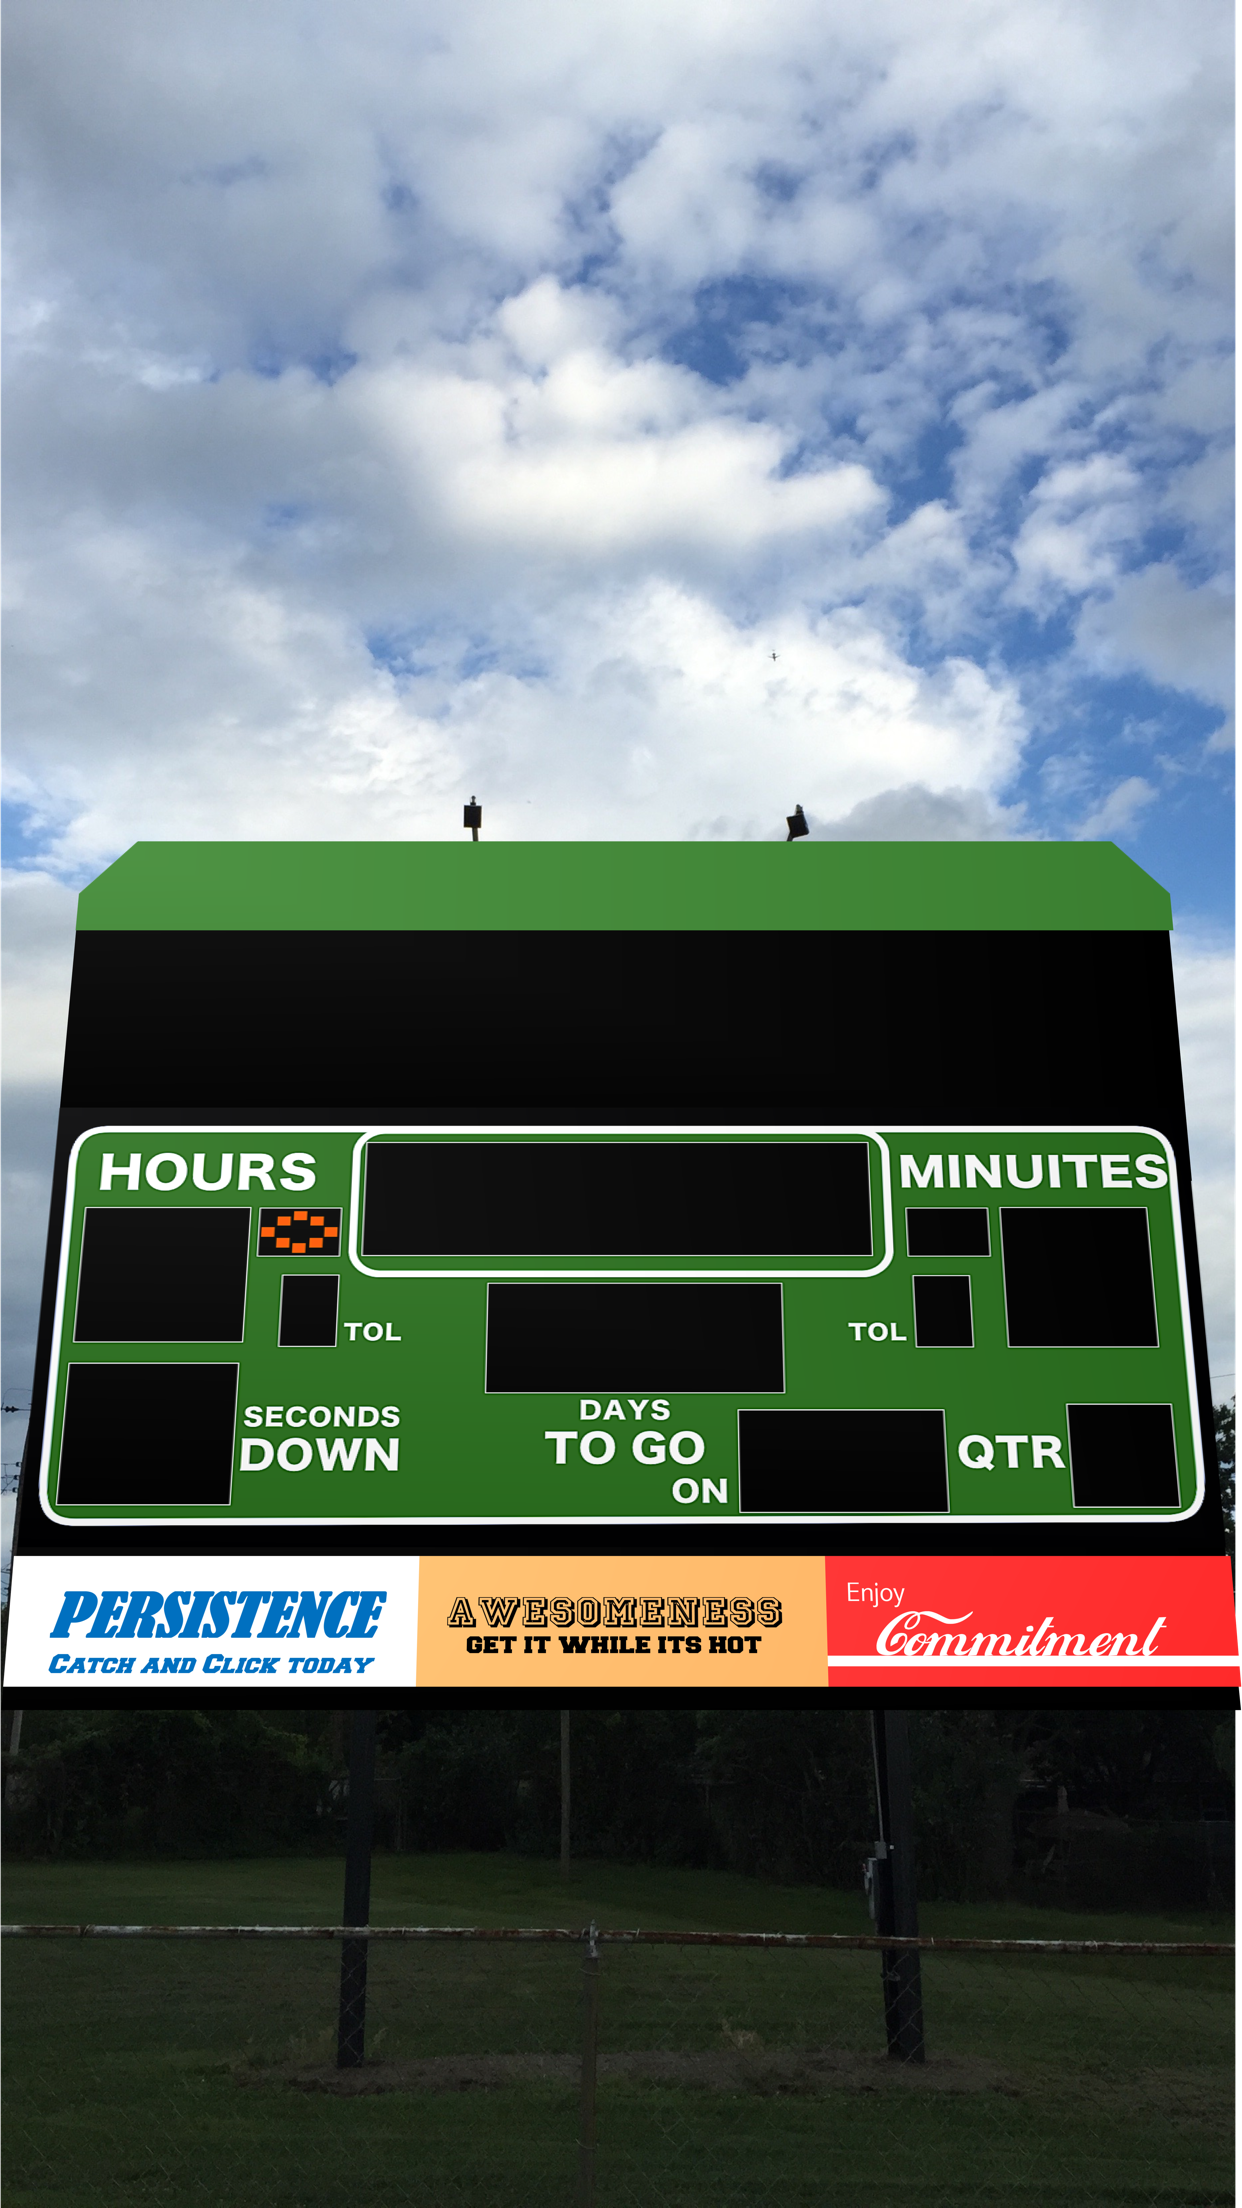 HOURS
MINUITES
TOL
TOL
SECONDS
DOWN
DAYS
TO GO
ON
QTR
PERSISTENCE
CATCH AND CLICK TODAY
AWESOMENESS
GET IT WHILE ITS HOT
Enjoy
Commitment